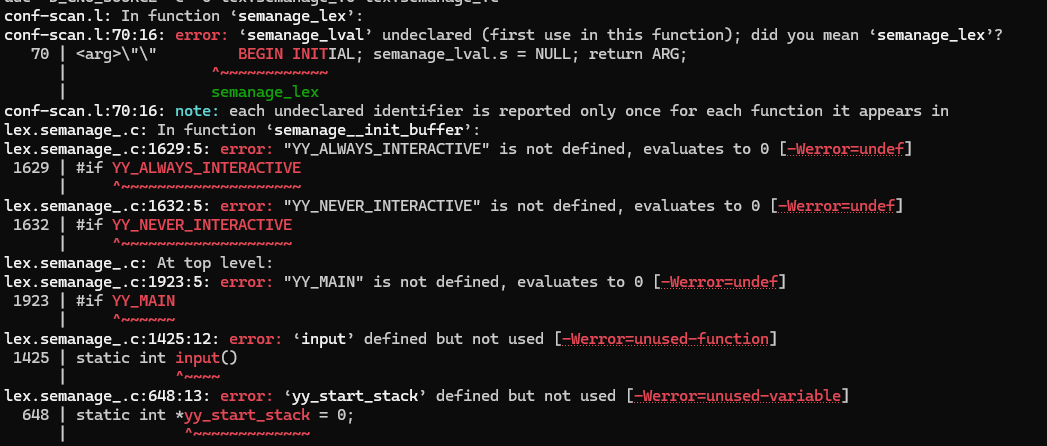 conf-scan.l: In function ‘semanage_lex’:
conf-scan.l:70:16: error: ‘semanage_lval’ undeclared (first use in this function); did you mean ‘semanage_lex’?
   70 | <arg>\"\"         BEGIN INITIAL; semanage_lval.s = NULL; return ARG;
      |                ^~~~~~~~~~~~~
      |                semanage_lex
conf-scan.l:70:16: note: each undeclared identifier is reported only once for each function it appears in
lex.semanage_.c: In function ‘semanage__init_buffer’:
lex.semanage_.c:1629:5: error: "YY_ALWAYS_INTERACTIVE" is not defined, evaluates to 0 [-Werror=undef]
 1629 | #if YY_ALWAYS_INTERACTIVE
      |     ^~~~~~~~~~~~~~~~~~~~~
lex.semanage_.c:1632:5: error: "YY_NEVER_INTERACTIVE" is not defined, evaluates to 0 [-Werror=undef]
 1632 | #if YY_NEVER_INTERACTIVE
      |     ^~~~~~~~~~~~~~~~~~~~
lex.semanage_.c: At top level:
lex.semanage_.c:1923:5: error: "YY_MAIN" is not defined, evaluates to 0 [-Werror=undef]
 1923 | #if YY_MAIN
      |     ^~~~~~~
lex.semanage_.c:1425:12: error: ‘input’ defined but not used [-Werror=unused-function]
 1425 | static int input()
      |            ^~~~~
lex.semanage_.c:648:13: error: ‘yy_start_stack’ defined but not used [-Werror=unused-variable]
  648 | static int *yy_start_stack = 0;
      |             ^~~~~~~~~~~~~~